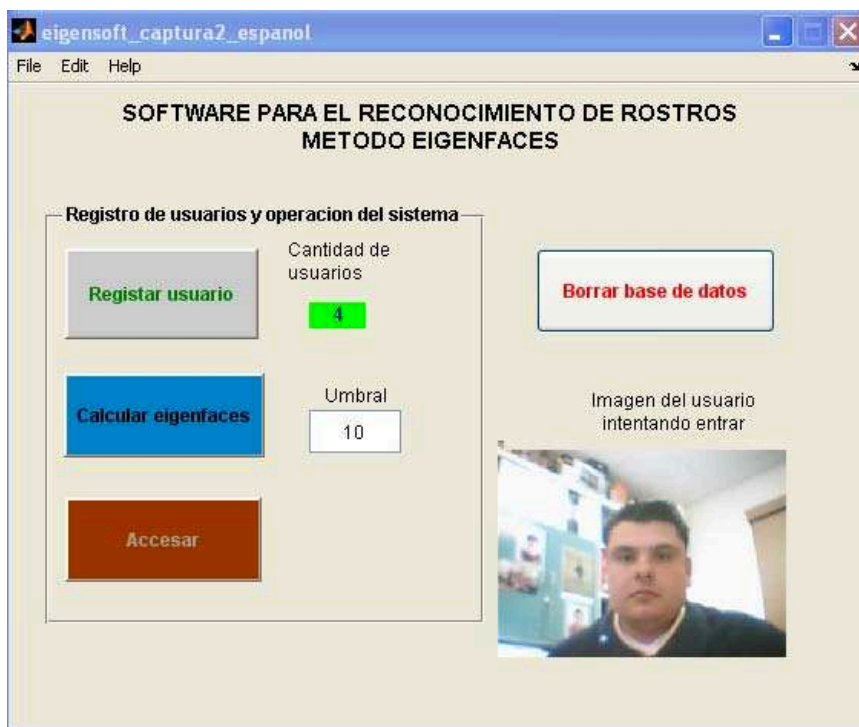 eigensoft_captura2_espanol
File Edit Help
SOFTWARE PARA EL RECONOCIMIENTO DE ROSTROS
METODO EIGENFACES
Registro de usuarios y operacion del sistema
Registar usuario
Cantidad de
usuarios
4
Borrar base de datos
Calcular eigenfaces
Umbral
10
Imagen del usuario
intentando entrar
Accesar